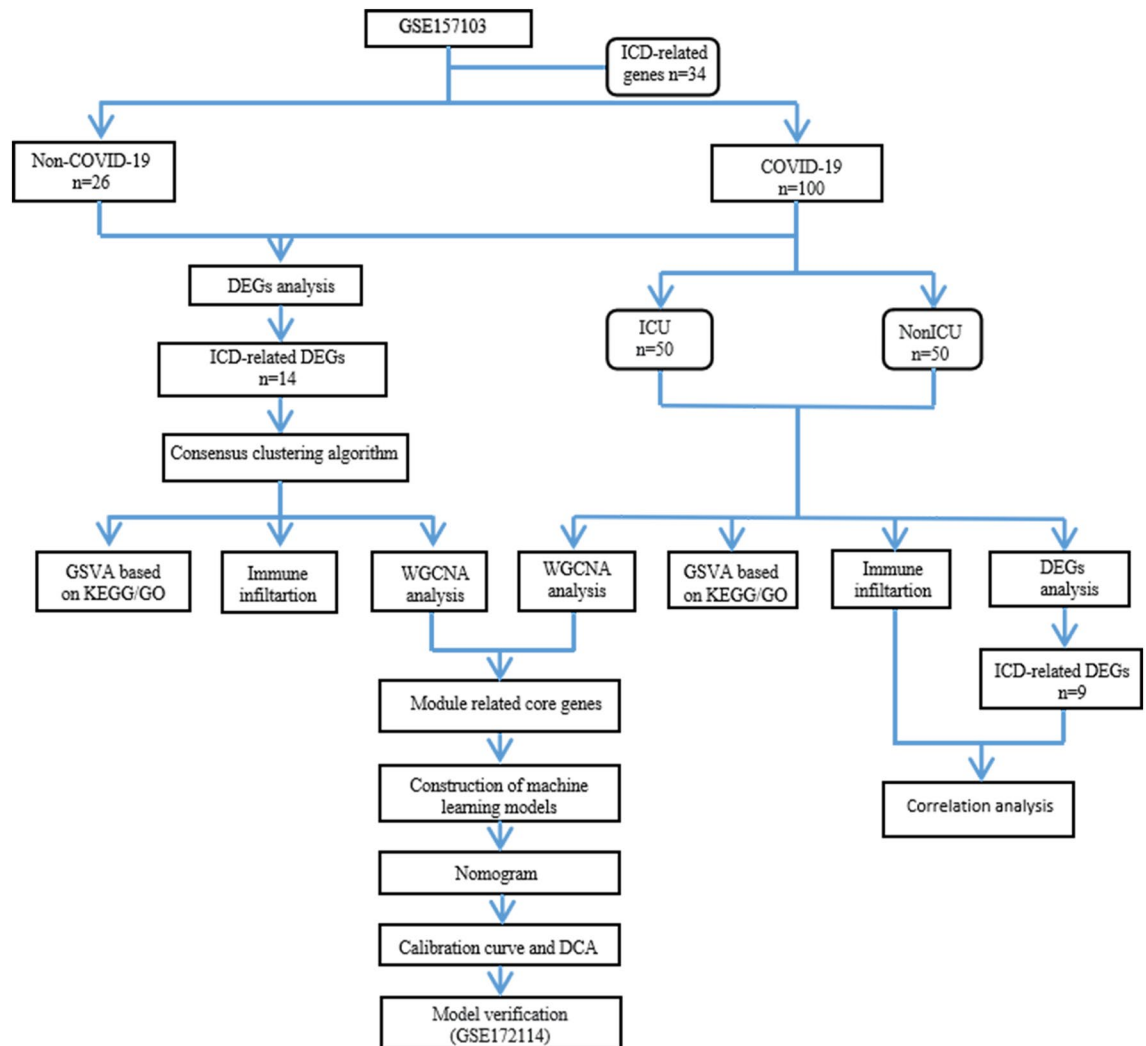 GSE157103
ICD-related
genes n=34
Non-COVID-19
n=26
COVID-19
n=100
DEGs analysis
ICU
n=50
NonICU
n=50
ICD-related DEGs
n=14
Consensus clustering algorithm
GSVA based
on KEGG/GO
Immune
infiltartion
WGCNA
analysis
WGCNA
analysis
GSVA based
on KEGG/GO
Immune
infiltartion
DEGs
analysis
ICD-related DEGs
n=9
Module related core genes
Construction of machine
learning models
Correlation analysis
Nomogram
Calibration curve and DCA
Model verification
(GSE172114)